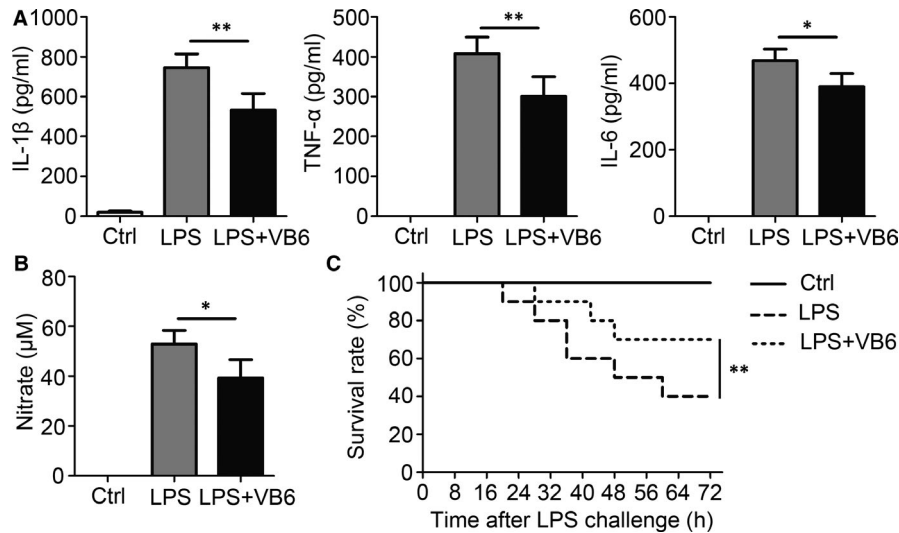 A
IL-1β (pg/ml)
1000
800
600
400
200
0
**
Ctrl LPS LPS+VB6
TNF-α (pg/ml)
500
400
300
200
100
0
**
Ctrl LPS LPS+VB6
IL-6 (pg/ml)
600
400
200
0
*
Ctrl LPS LPS+VB6
B
Nitrate (µM)
80
60
40
20
0
*
Ctrl LPS LPS+VB6
C
Survival rate (%)
100
80
60
40
20
0
0 8 16 24 32 40 48 56 64 72
Time after LPS challenge (h)
Ctrl
LPS
LPS+VB6
**